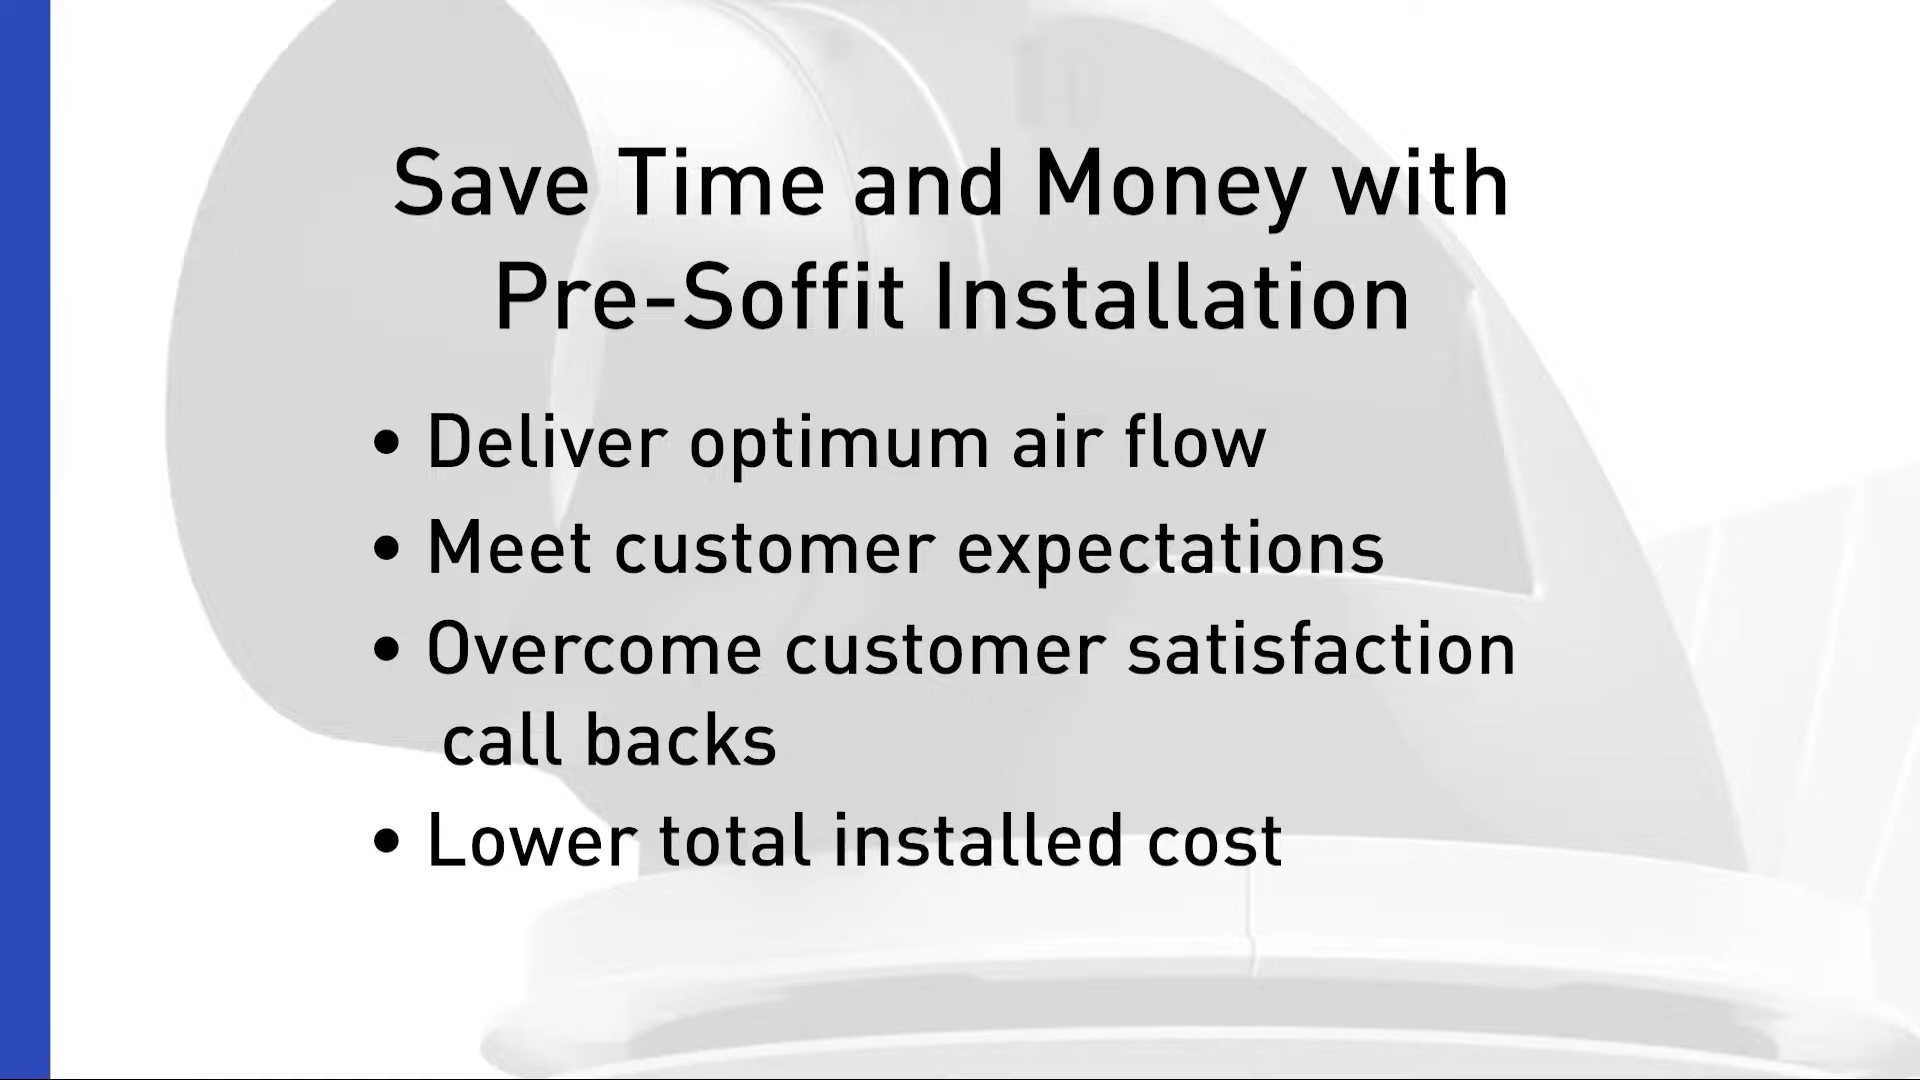 Save Time and Money with
Pre-Soffit Installation
• Deliver optimum air flow
• Meet customer expectations
• Overcome customer satisfaction
call backs
• Lower total installed cost